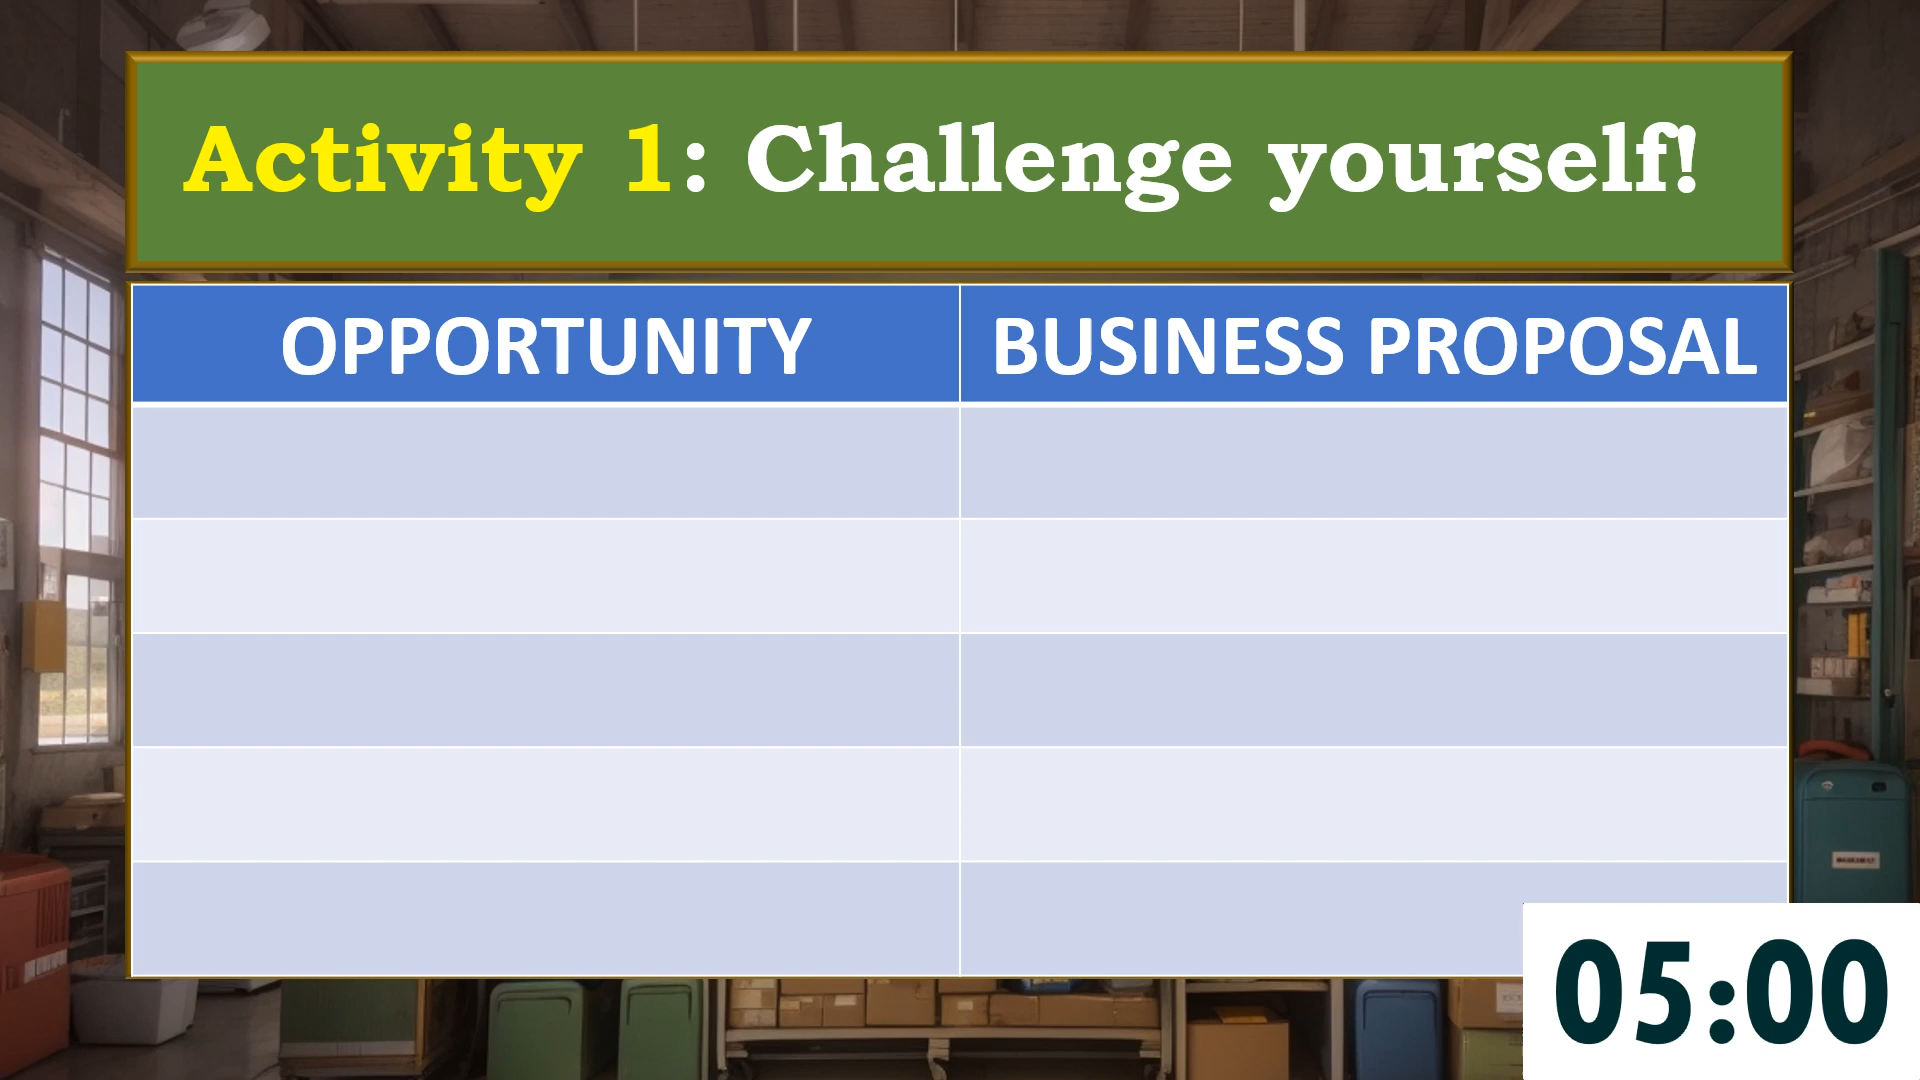 Activity 1: Challenge yourself!
OPPORTUNITY
BUSINESS PROPOSAL
05:00